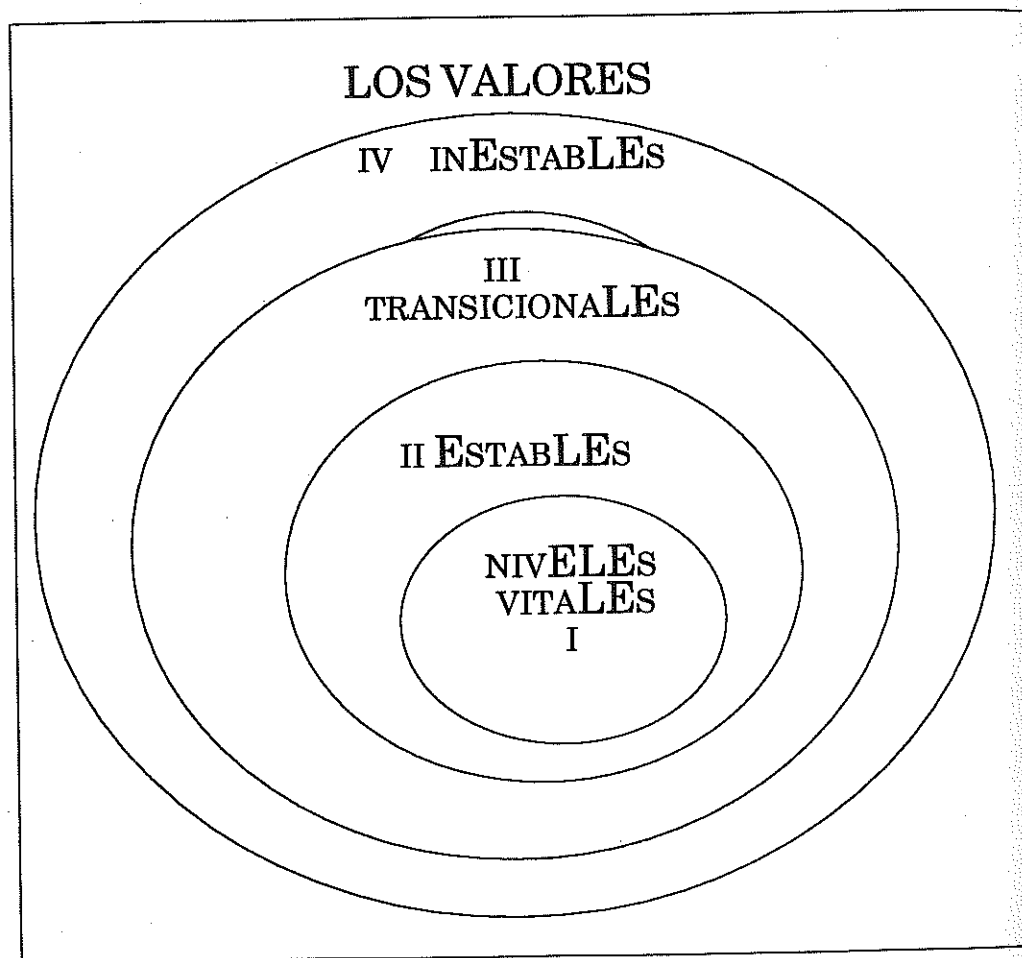 LOS VALORES
IV INEsTABLEs
III
TRANSICIONALEs
II EsTABLEs
NIVELEs
VITALEs
I